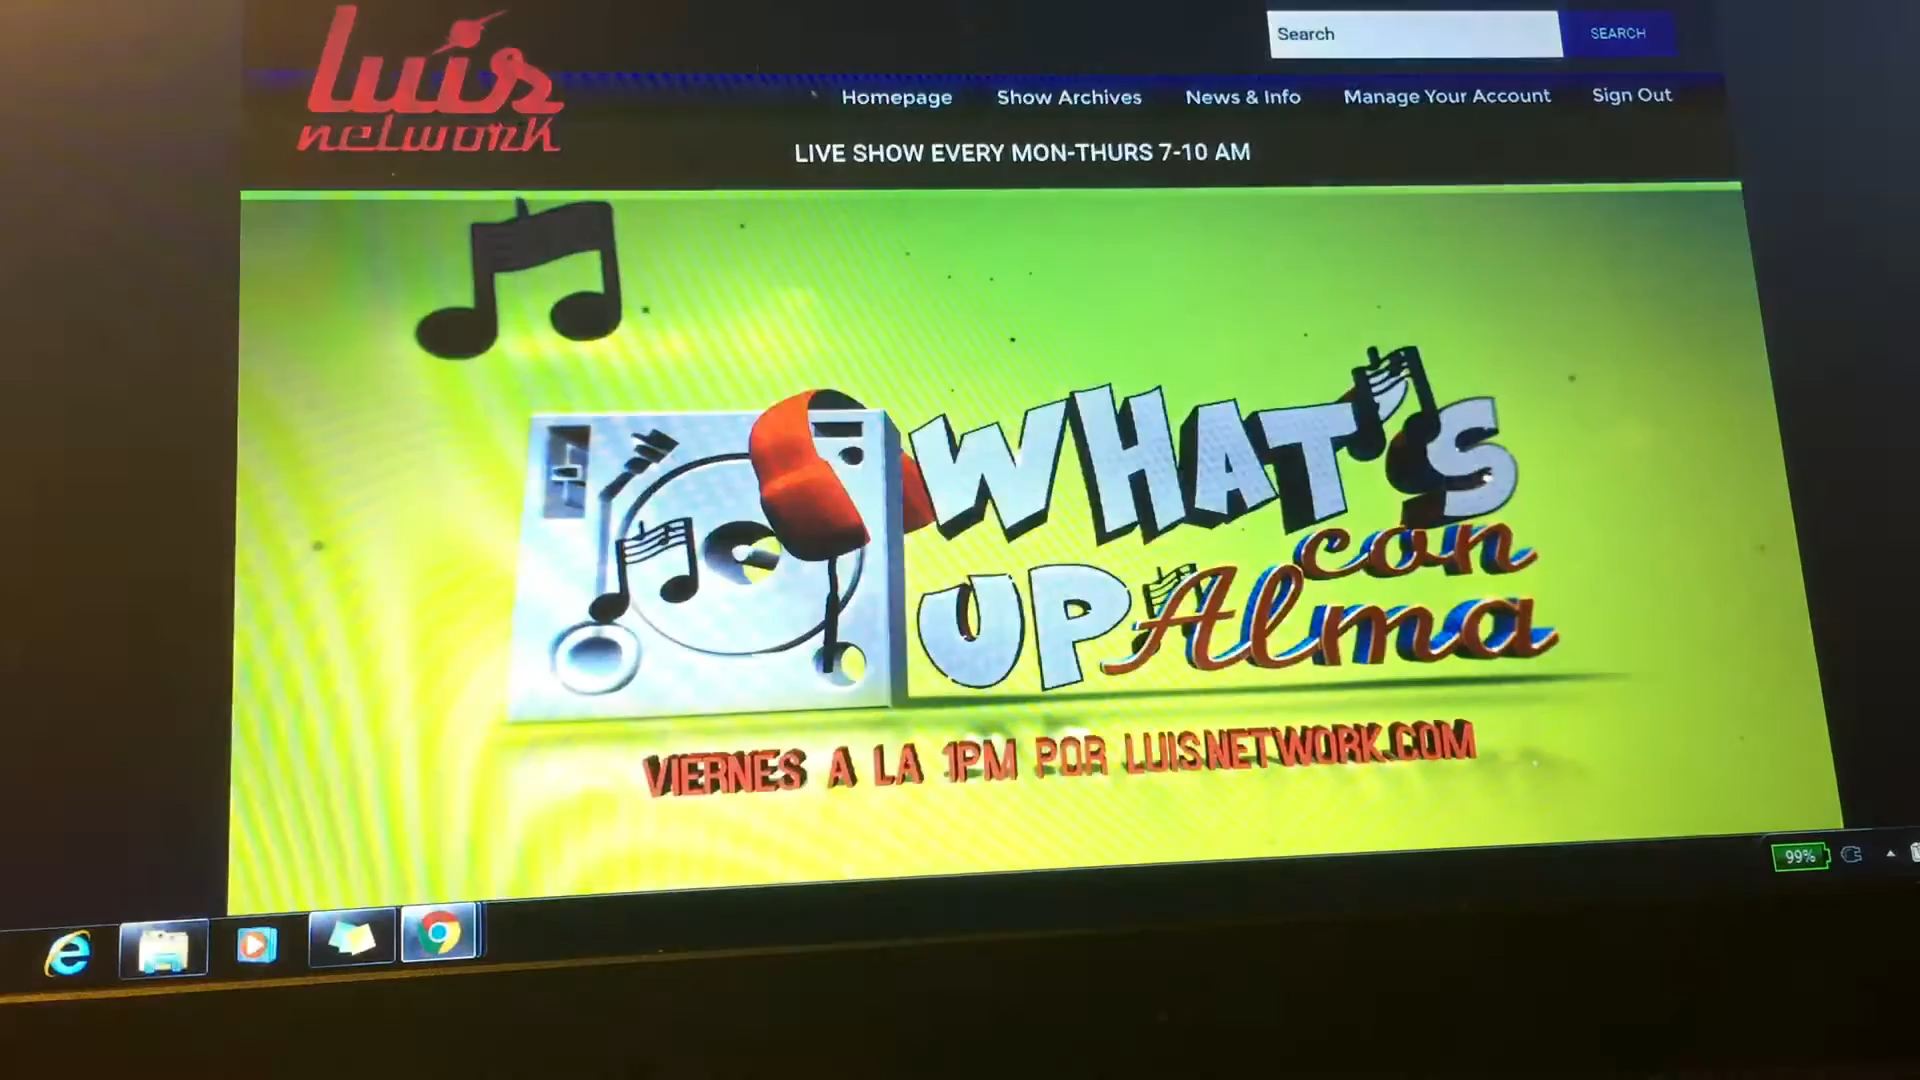 luis
network
Search
SEARCH
Homepage Show Archives News & Info Manage Your Account Sign Out
LIVE SHOW EVERY MON-THURS 7-10 AM
WHAT'S
UP con
Alma
VIERNES A LA 1PM POR LUISNETWORK.COM
99%